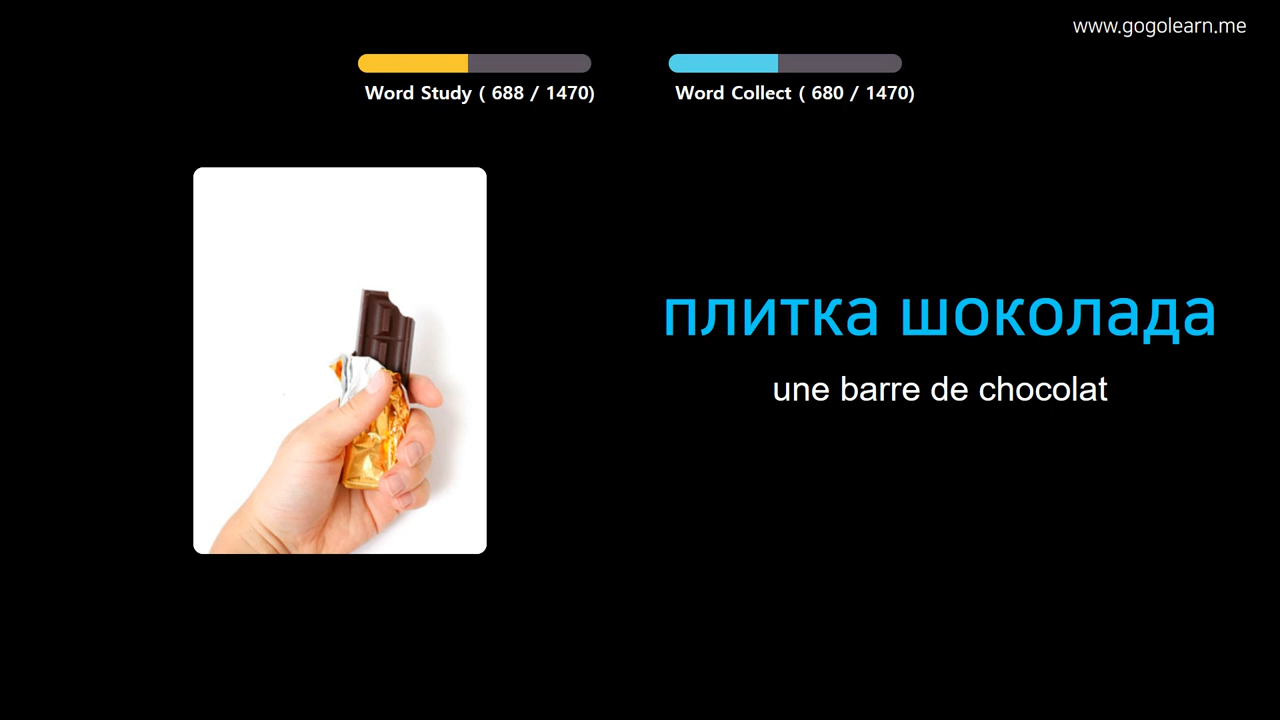 www.gogolearn.me
Word Study ( 688 / 1470)
Word Collect ( 680 / 1470)
плитка шоколада
une barre de chocolat